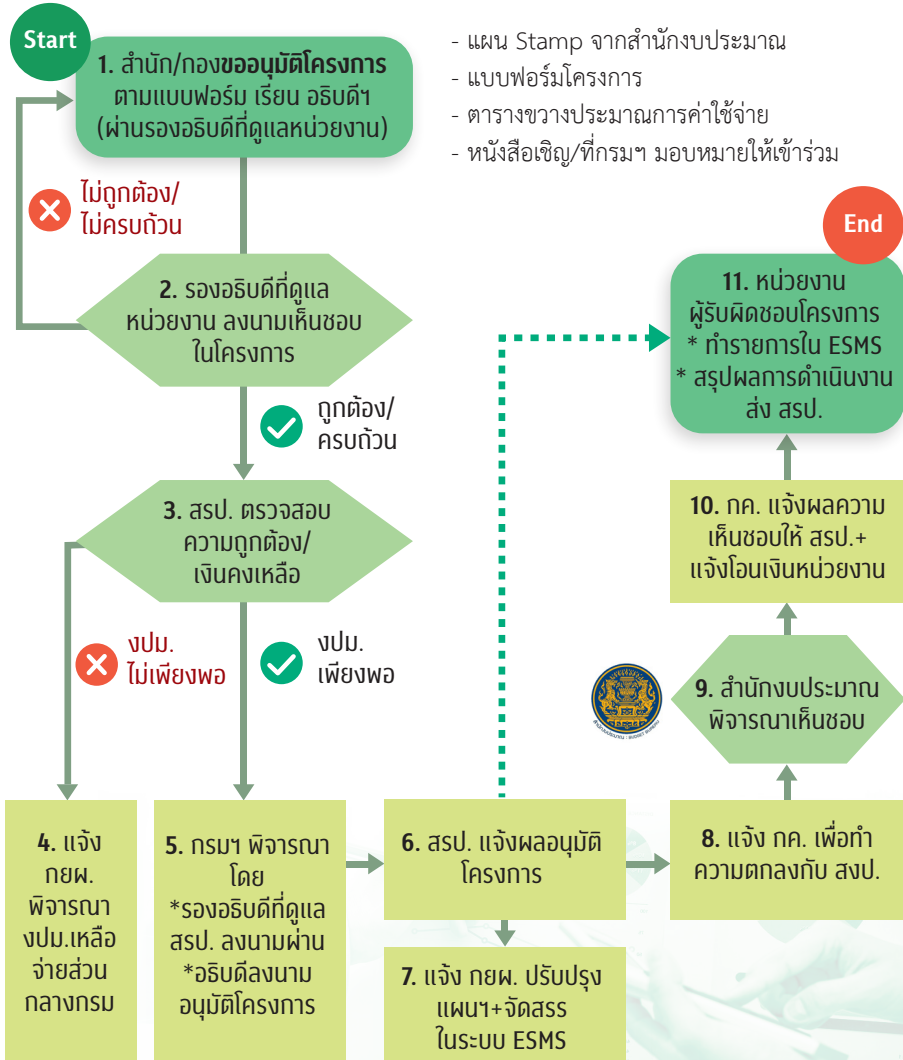 Start
1. สำนัก/กองขออนุมัติโครงการ
ตามแบบฟอร์ม เรียน อธิบดีฯ
(ผ่านรองอธิบดีที่ดูแลหน่วยงาน)
- แผน Stamp จากสำนักงบประมาณ
- แบบฟอร์มโครงการ
- ตารางขวางประมาณการค่าใช้จ่าย
- หนังสือเชิญ/ที่กรมฯ มอบหมายให้เข้าร่วม
ไม่ถูกต้อง/
ไม่ครบถ้วน
2. รองอธิบดีที่ดูแล
หน่วยงาน ลงนามเห็นชอบ
ในโครงการ
ถูกต้อง/
ครบถ้วน
3. สรป. ตรวจสอบ
ความถูกต้อง/
เงินคงเหลือ
งปม.
ไม่เพียงพอ
งปม.
เพียงพอ
4. แจ้ง
กยผ.
พิจารณา
งปม.เหลือ
จ่ายส่วน
กลางกรม
5. กรมฯ พิจารณา
โดย
*รองอธิบดีที่ดูแล
สรป. ลงนามผ่าน
*อธิบดีลงนาม
อนุมัติโครงการ
6. สรป. แจ้งผลอนุมัติ
โครงการ
7. แจ้ง กยผ. ปรับปรุง
แผนฯ+จัดสรร
ในระบบ ESMS
8. แจ้ง กค. เพื่อทำ
ความตกลงกับ สงป.
9. สำนักงบประมาณ
พิจารณาเห็นชอบ
10. กค. แจ้งผลความ
เห็นชอบให้ สรป.+
แจ้งโอนเงินหน่วยงาน
End
11. หน่วยงาน
ผู้รับผิดชอบโครงการ
* ทำรายการใน ESMS
* สรุปผลการดำเนินงาน
ส่ง สรป.